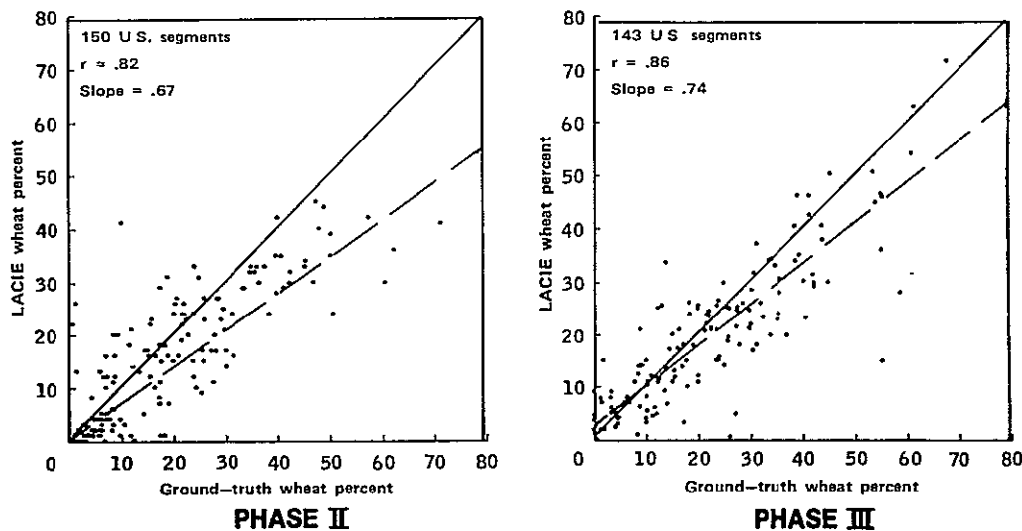 150 U S. segments
r = .82
Slope = .67
LACIE wheat percent
80
70
60
50
40
30
20
10
0 10 20 30 40 50 60 70 80
Ground—truth wheat percent
PHASE II
143 US segments
r = .86
Slope = .74
LACIE wheat percent
80
70
60
50
40
30
20
10
0 10 20 30 40 50 60 70 80
Ground—truth wheat percent
PHASE III